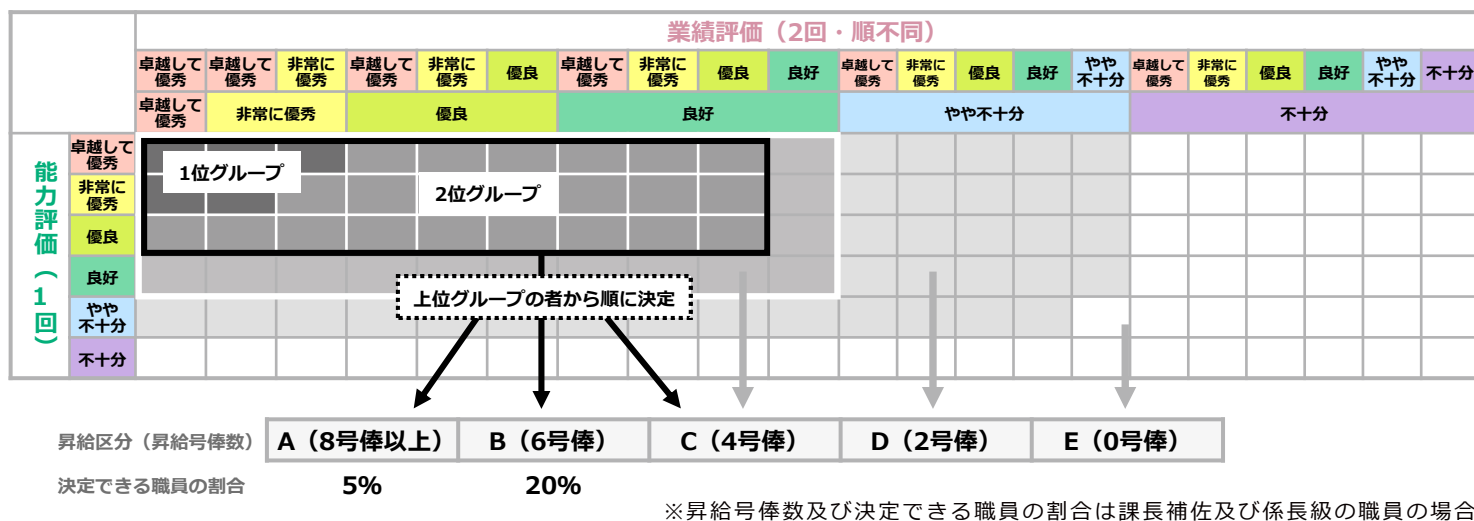 業績評価（2回・順不同）
卓越して優秀 卓越して優秀 非常に優秀 卓越して優秀 非常に優秀 優良 卓越して優秀 非常に優秀 優良 良好 卓越して優秀 非常に優秀 優良 良好 やや不十分 卓越して優秀 非常に優秀 優良 良好 やや不十分 不十分
卓越して優秀 非常に優秀 優良 良好 やや不十分 不十分
能力評価（1回）
卓越して優秀
非常に優秀
優良
良好
やや不十分
不十分
1位グループ
2位グループ
上位グループの者から順に決定
昇給区分（昇給号俸数） A（8号俸以上） B（6号俸） C（4号俸） D（2号俸） E（0号俸）
決定できる職員の割合 5% 20%
※昇給号俸数及び決定できる職員の割合は課長補佐及び係長級の職員の場合